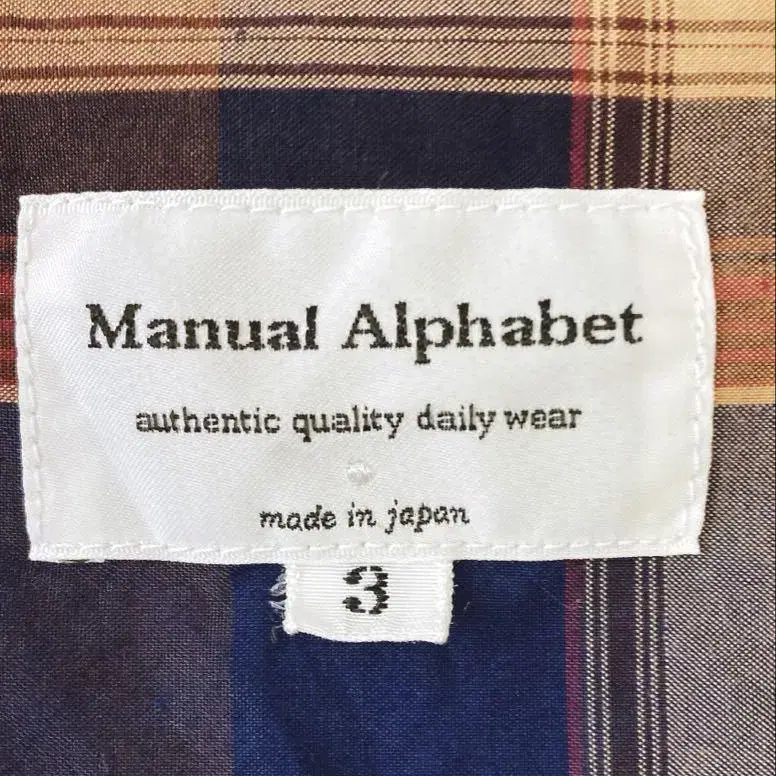 Manual Alphabet
authentic quality daily wear
made in japan
3